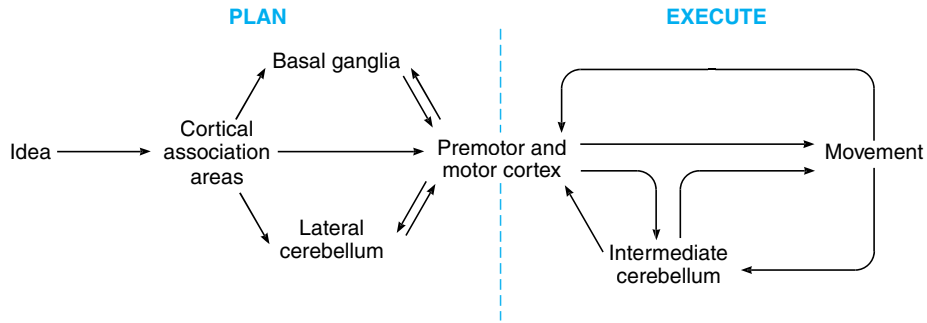 PLAN
EXECUTE
Basal ganglia
Idea
Cortical
association
areas
Premotor and
motor cortex
Movement
Lateral
cerebellum
Intermediate
cerebellum